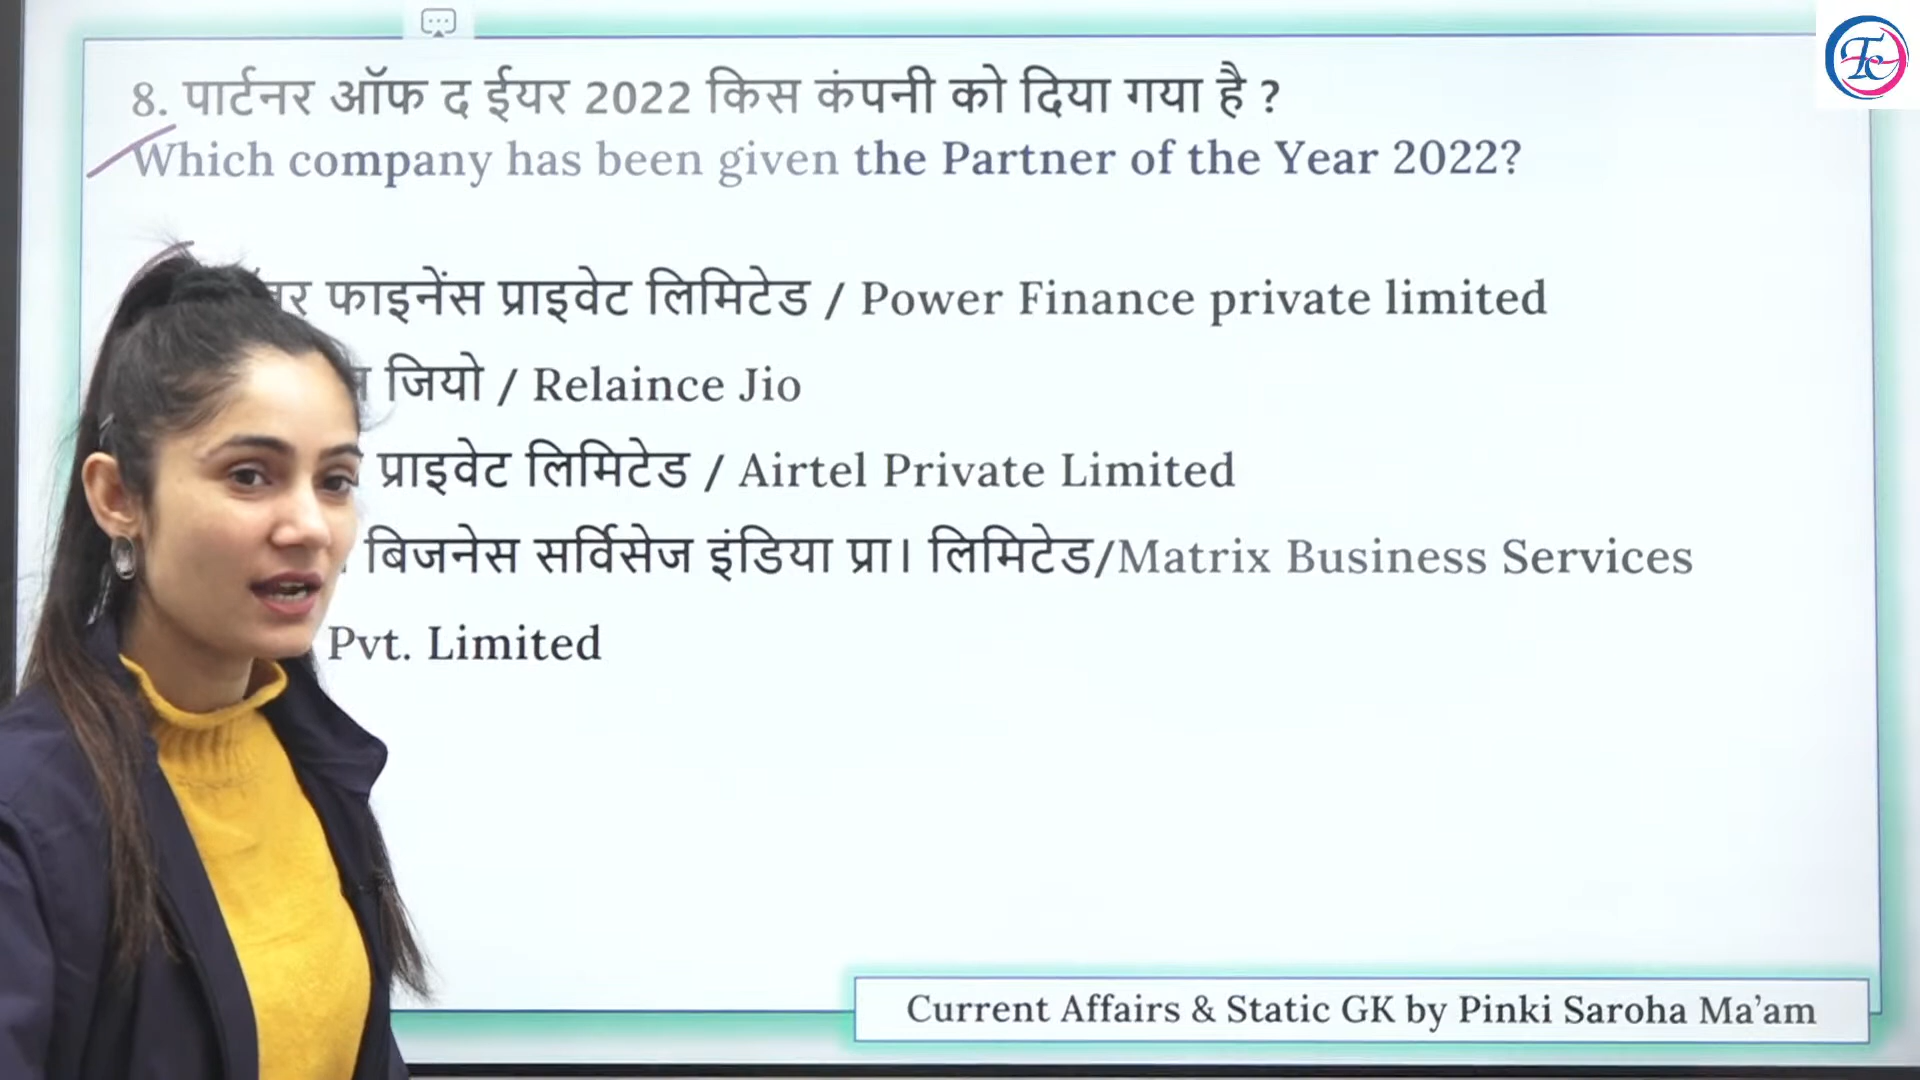 8. पार्टनर ऑफ द ईयर 2022 किस कंपनी को दिया गया है ?
Which company has been given the Partner of the Year 2022?
फाइनेंस प्राइवेट लिमिटेड / Power Finance private limited
जियो / Relaince Jio
प्राइवेट लिमिटेड / Airtel Private Limited
बिजनेस सर्विसेज इंडिया प्रा। लिमिटेड/Matrix Business Services
Pvt. Limited
Current Affairs & Static GK by Pinki Saroha Ma’am